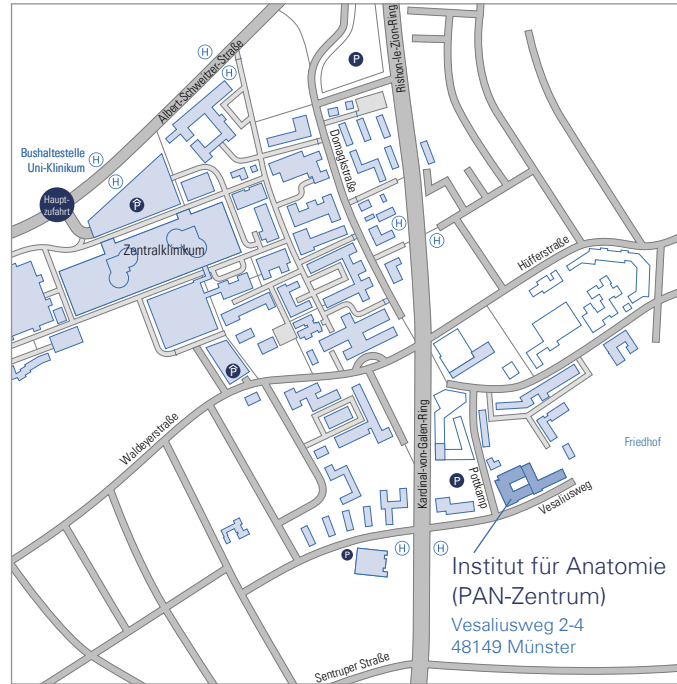 H
H
Albert-Schweitzer-Straße
P
Rishon-le-Zion-Ring
Domagkstraße
Bushaltestelle
Uni-Klinikum
H
H
Haupt-
zufahrt
P
H
H
Zentralklinikum
Hüfferstraße
P
Waldeyerstraße
Kardinal-von-Galen-Ring
Friedhof
P
Pottkamp
Vesaliusweg
P
H
H
Institut für Anatomie
(PAN-Zentrum)
Vesaliusweg 2-4
48149 Münster
Sentruper Straße